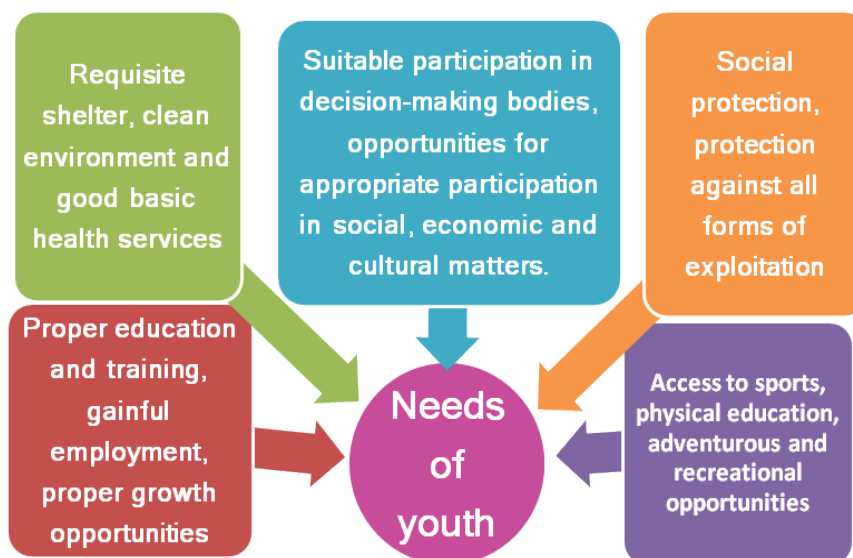 Requisite
shelter, clean
environment and
good basic
health services
Suitable participation in
decision-making bodies,
opportunities for
appropriate participation
in social, economic and
cultural matters.
Social
protection,
protection
against all
forms of
exploitation
Proper education
and training,
gainful
employment,
proper growth
opportunities
Needs
of
youth
Access to sports,
physical education,
adventurous and
recreational
opportunities